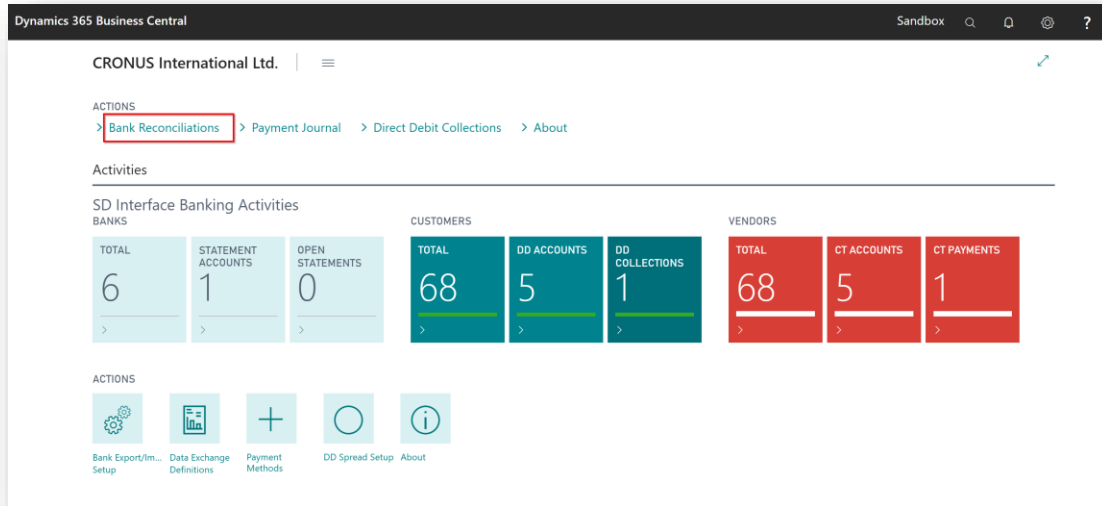 Dynamics 365 Business Central
Sandbox
?
CRONUS International Ltd.
ACTIONS
> Bank Reconciliations > Payment Journal > Direct Debit Collections > About
Activities
SD Interface Banking Activities
BANKS
TOTAL
6
STATEMENT
ACCOUNTS
1
OPEN
STATEMENTS
0
CUSTOMERS
TOTAL
68
DD ACCOUNTS
5
DD
COLLECTIONS
1
VENDORS
TOTAL
68
CT ACCOUNTS
5
CT PAYMENTS
1
ACTIONS
Bank Export/Im...
Setup
Data Exchange
Definitions
Payment
Methods
DD Spread Setup
About